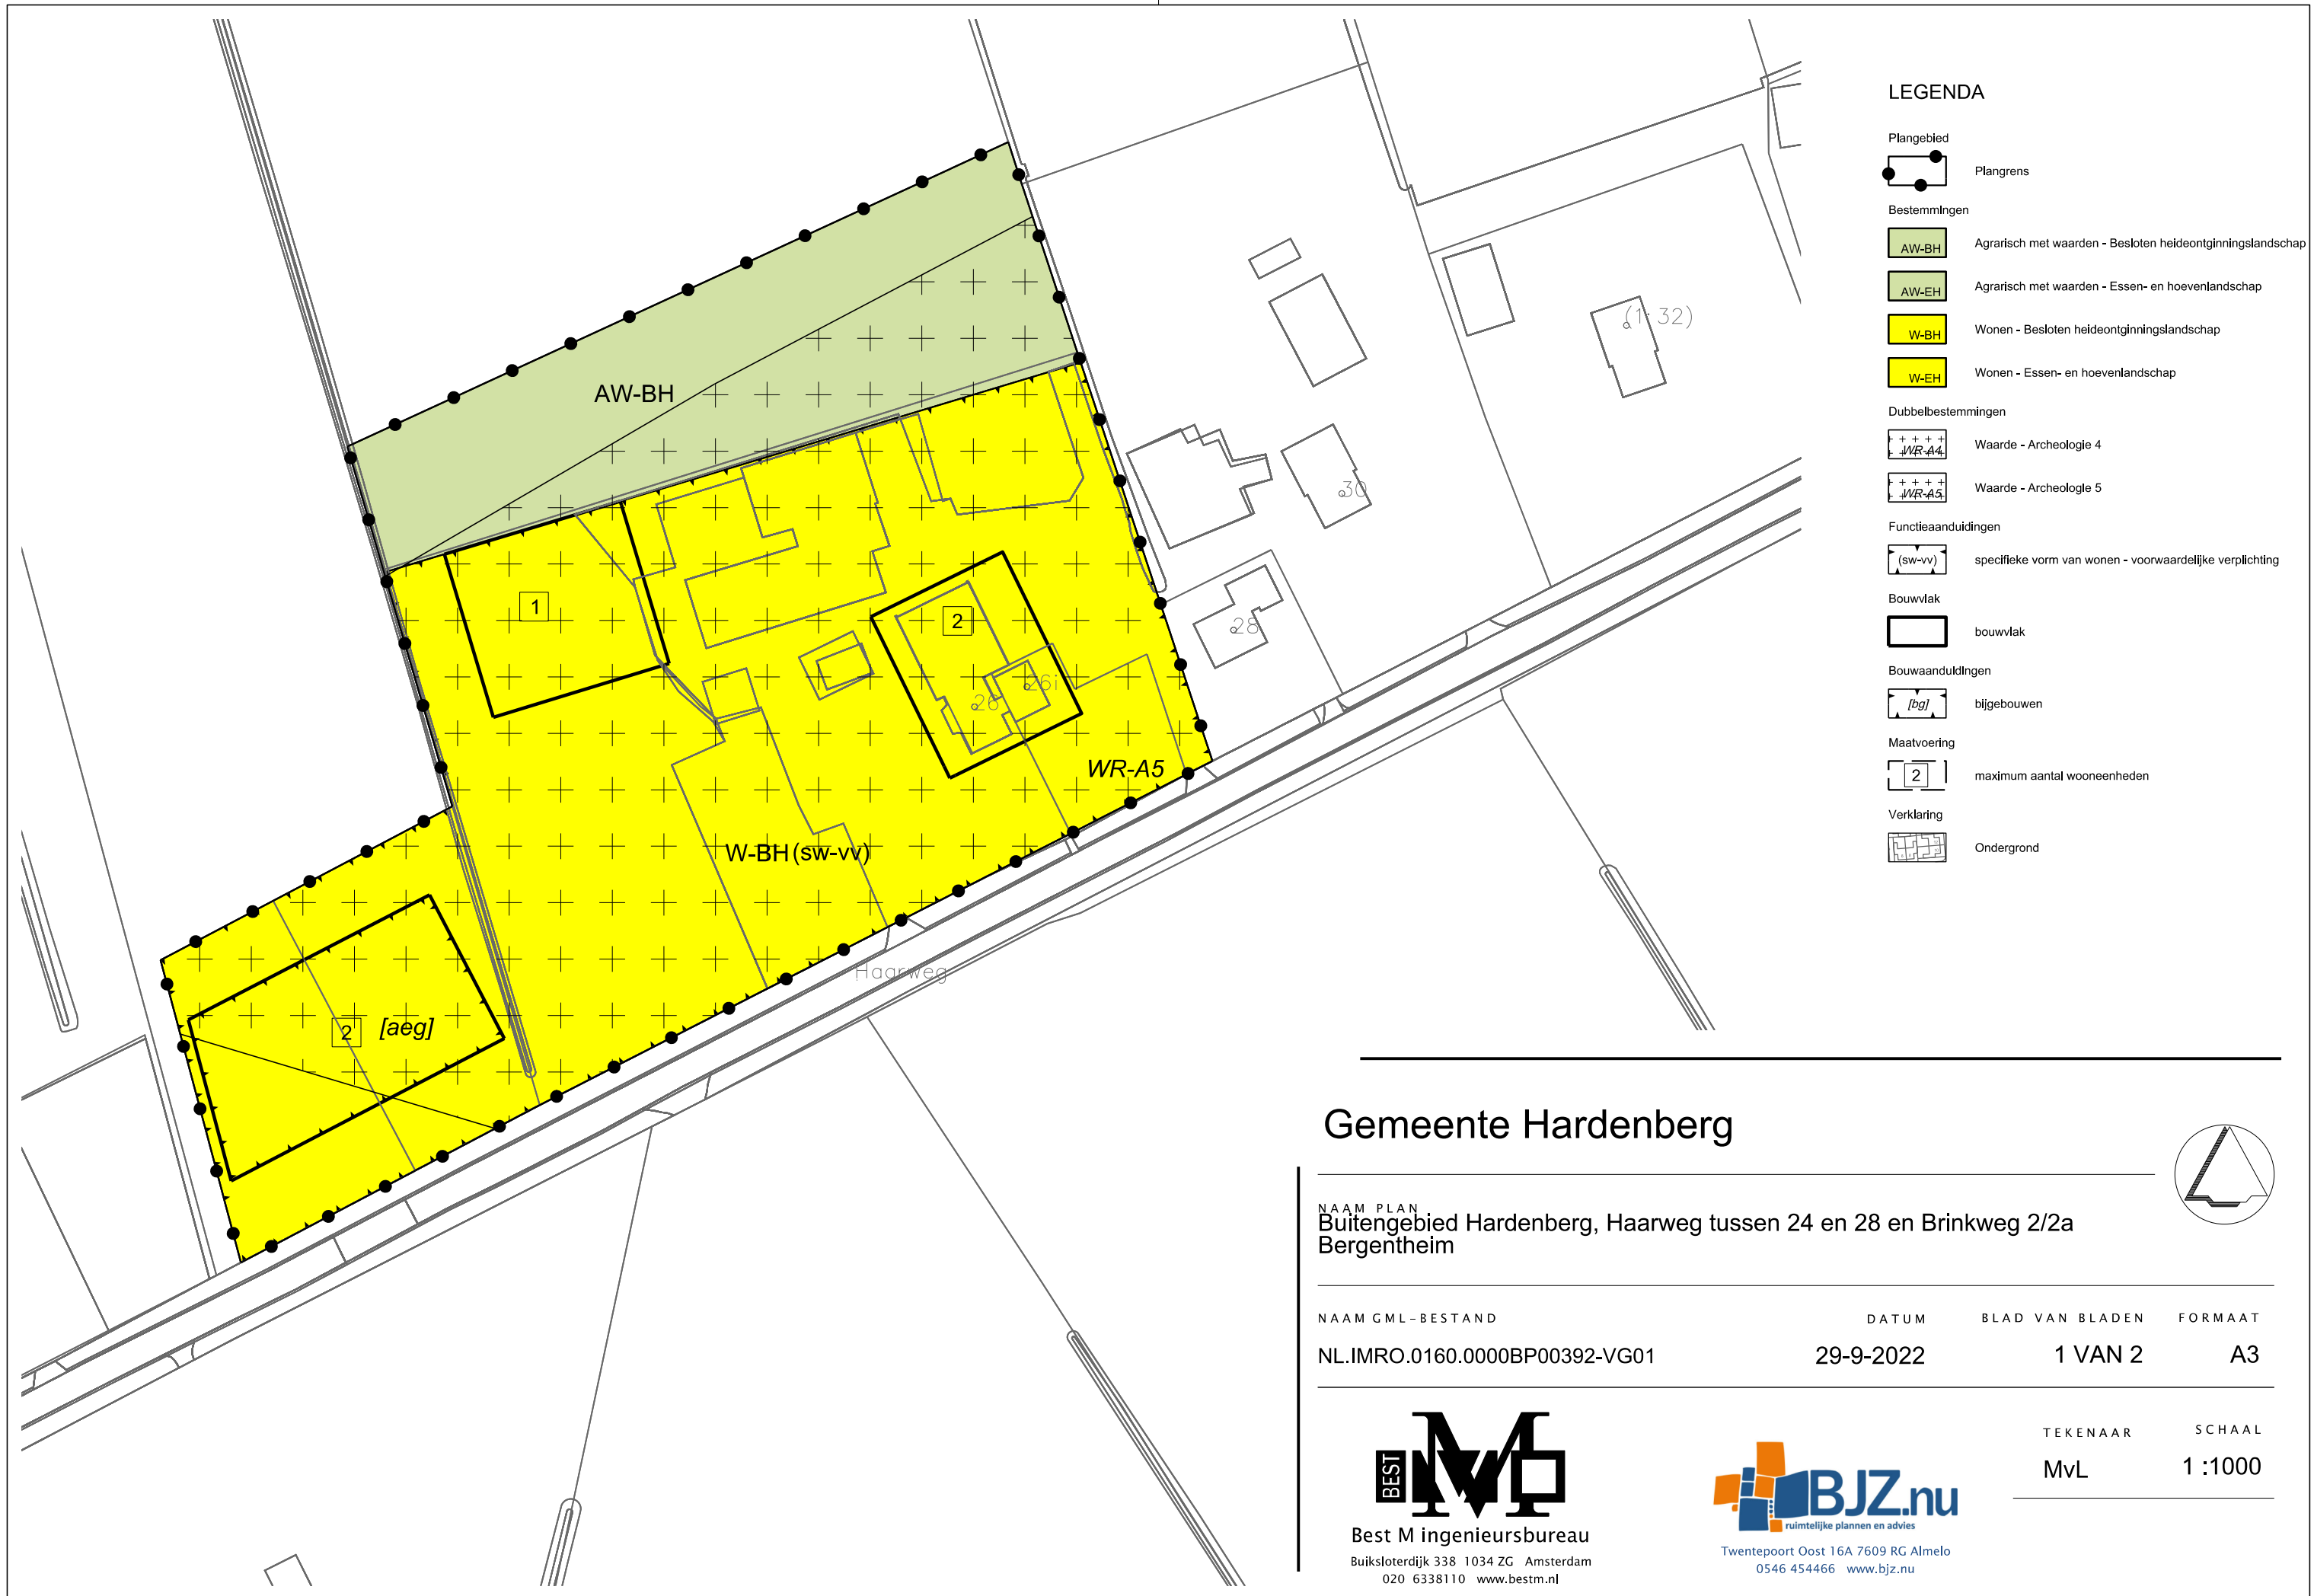 AW-BH
1
2
26
26i
WR-A5
W-BH (sw-vv)
2 [aeg]
Haarweg
28
30
(1:32)
LEGENDA
Plangebied
Plangrens
Bestemmingen
AW-BH Agrarisch met waarden - Besloten heideontginningslandschap
AW-EH Agrarisch met waarden - Essen- en hoevenlandschap
W-BH Wonen - Besloten heideontginningslandschap
W-EH Wonen - Essen- en hoevenlandschap
Dubbelbestemmingen
WR-A4 Waarde - Archeologie 4
WR-A5 Waarde - Archeologie 5
Functieaanduidingen
(sw-vv) specifieke vorm van wonen - voorwaardelijke verplichting
Bouwvlak
bouwvlak
Bouwaanduidingen
[bg] bijgebouwen
Maatvoering
2 maximum aantal wooneenheden
Verklaring
Ondergrond
Gemeente Hardenberg
NAAM PLAN
Buitengebied Hardenberg, Haarweg tussen 24 en 28 en Brinkweg 2/2a
Bergentheim
NAAM GML-BESTAND DATUM BLAD VAN BLADEN FORMAAT
NL.IMRO.0160.0000BP00392-VG01 29-9-2022 1 VAN 2 A3
TEKENAAR SCHAAL
MvL 1 :1000
BEST M
Best M ingenieursbureau
Buiksloterdijk 338 1034 ZG Amsterdam
020 6338110 www.bestm.nl
BJZ.nu
ruimtelijke plannen en advies
Twentepoort Oost 16A 7609 RG Almelo
0546 454466 www.bjz.nu